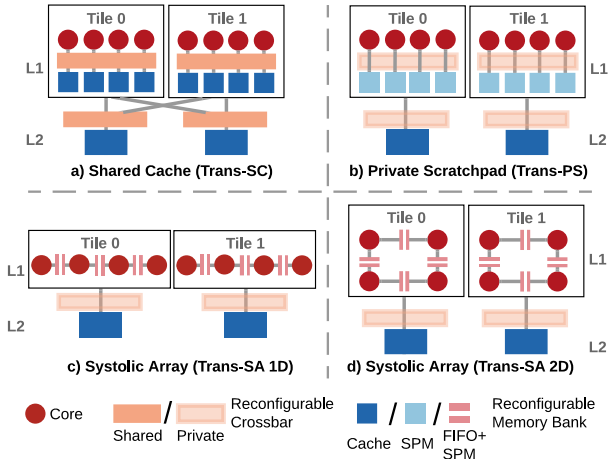 Tile 0
Tile 1
L1
L2
a) Shared Cache (Trans-SC)
Tile 0
Tile 1
L1
L2
b) Private Scratchpad (Trans-PS)
Tile 0
Tile 1
L1
L2
c) Systolic Array (Trans-SA 1D)
Tile 0
Tile 1
L1
L2
d) Systolic Array (Trans-SA 2D)
Core
/
Shared
Private
Reconfigurable
Crossbar
/
/
Cache
SPM
FIFO+
SPM
Reconfigurable
Memory Bank